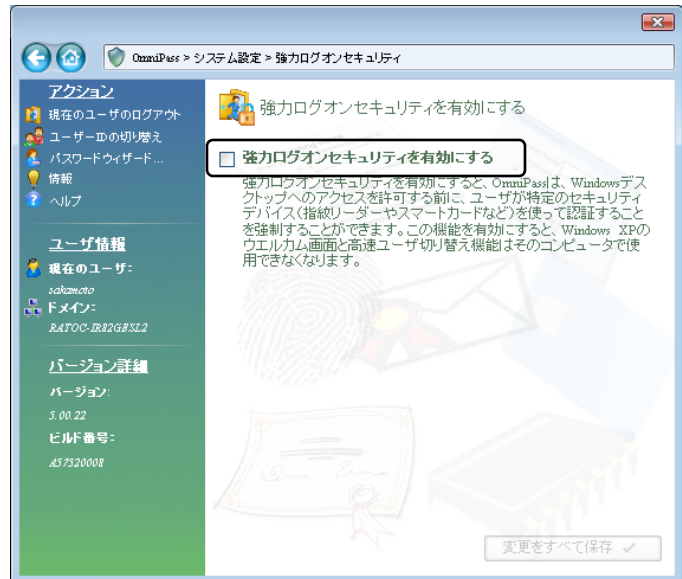 OmniPass > システム設定 > 強力ログオンセキュリティ
アクション
現在のユーザのログアウト
ユーザーIDの切り替え
パスワードウィザード...
情報
ヘルプ
ユーザ情報
現在のユーザ:
sakamoto
ドメイン:
RATOC-IR82G8SL2
バージョン詳細
バージョン:
5.00.22
ビルド番号:
A57520008
強力ログオンセキュリティを有効にする
強力ログオンセキュリティを有効にする
強力ログオンセキュリティを有効にすると、OmniPassは、Windowsデス
クトップへのアクセスを許可する前に、ユーザが特定のセキュリティ
デバイス(指紋リーダーやスマートカードなど)を使って認証すること
を強制することができます。この機能を有効にすると、Windows XPの
ウエルカム画面と高速ユーザ切り替え機能はそのコンピュータで使
用できなくなります。
変更をすべて保存